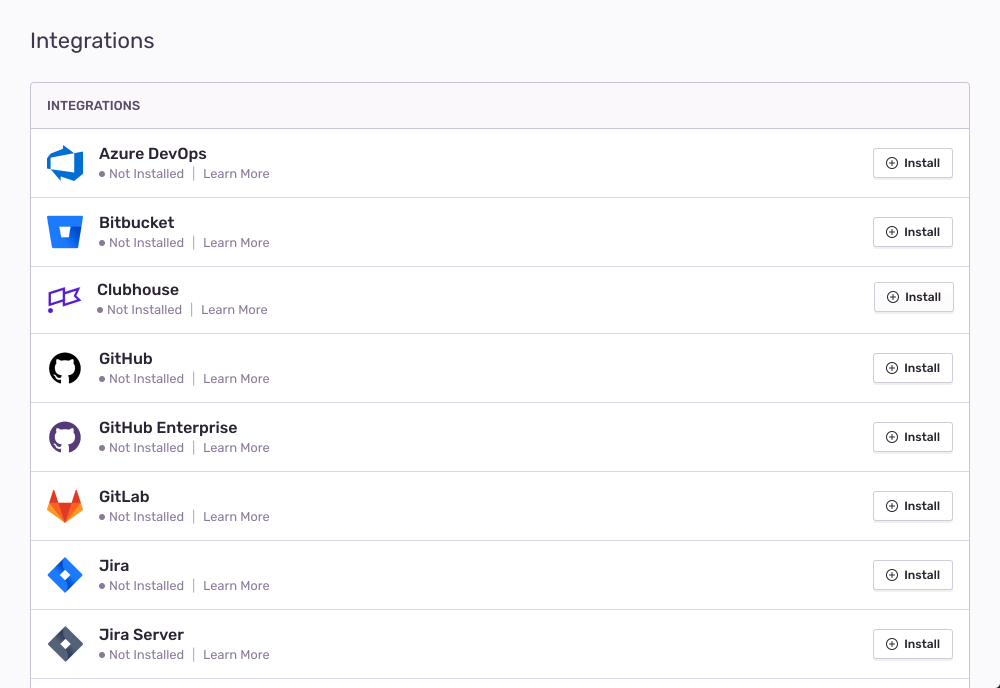 Integrations
INTEGRATIONS
Azure DevOps
Not Installed | Learn More
Install
Bitbucket
Not Installed | Learn More
Install
Clubhouse
Not Installed | Learn More
Install
GitHub
Not Installed | Learn More
Install
GitHub Enterprise
Not Installed | Learn More
Install
GitLab
Not Installed | Learn More
Install
Jira
Not Installed | Learn More
Install
Jira Server
Not Installed | Learn More
Install